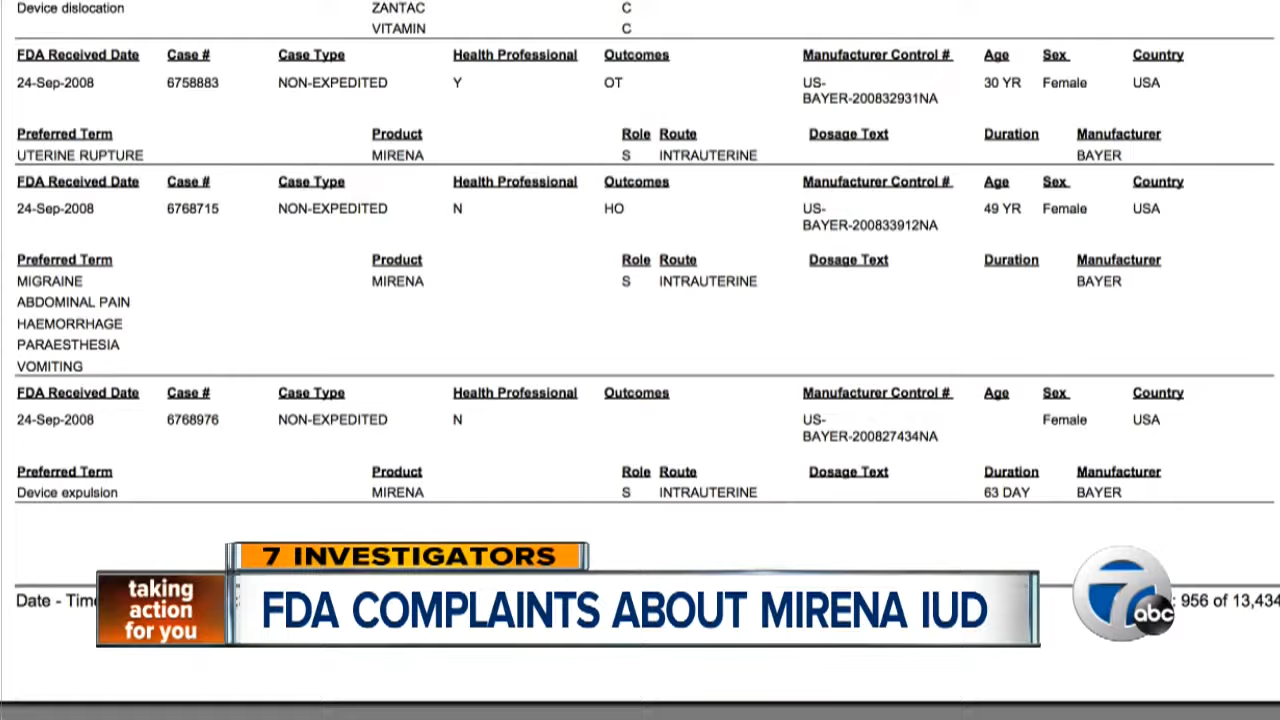 Device dislocation ZANTAC C
VITAMIN C
FDA Received Date Case # Case Type Health Professional Outcomes Manufacturer Control # Age Sex Country
24-Sep-2008 6758883 NON-EXPEDITED Y OT US- 30 YR Female USA
BAYER-200832931NA
Preferred Term Product Role Route Dosage Text Duration Manufacturer
UTERINE RUPTURE MIRENA S INTRAUTERINE BAYER
FDA Received Date Case # Case Type Health Professional Outcomes Manufacturer Control # Age Sex Country
24-Sep-2008 6768715 NON-EXPEDITED N HO US- 49 YR Female USA
BAYER-200833912NA
Preferred Term Product Role Route Dosage Text Duration Manufacturer
MIGRAINE MIRENA S INTRAUTERINE BAYER
ABDOMINAL PAIN
HAEMORRHAGE
PARAESTHESIA
VOMITING
FDA Received Date Case # Case Type Health Professional Outcomes Manufacturer Control # Age Sex Country
24-Sep-2008 6768976 NON-EXPEDITED N US- Female USA
BAYER-200827434NA
Preferred Term Product Role Route Dosage Text Duration Manufacturer
Device expulsion MIRENA S INTRAUTERINE 63 DAY BAYER
7 INVESTIGATORS
taking
action
for you
FDA COMPLAINTS ABOUT MIRENA IUD
7 abc
Date - Time : 956 of 13,434